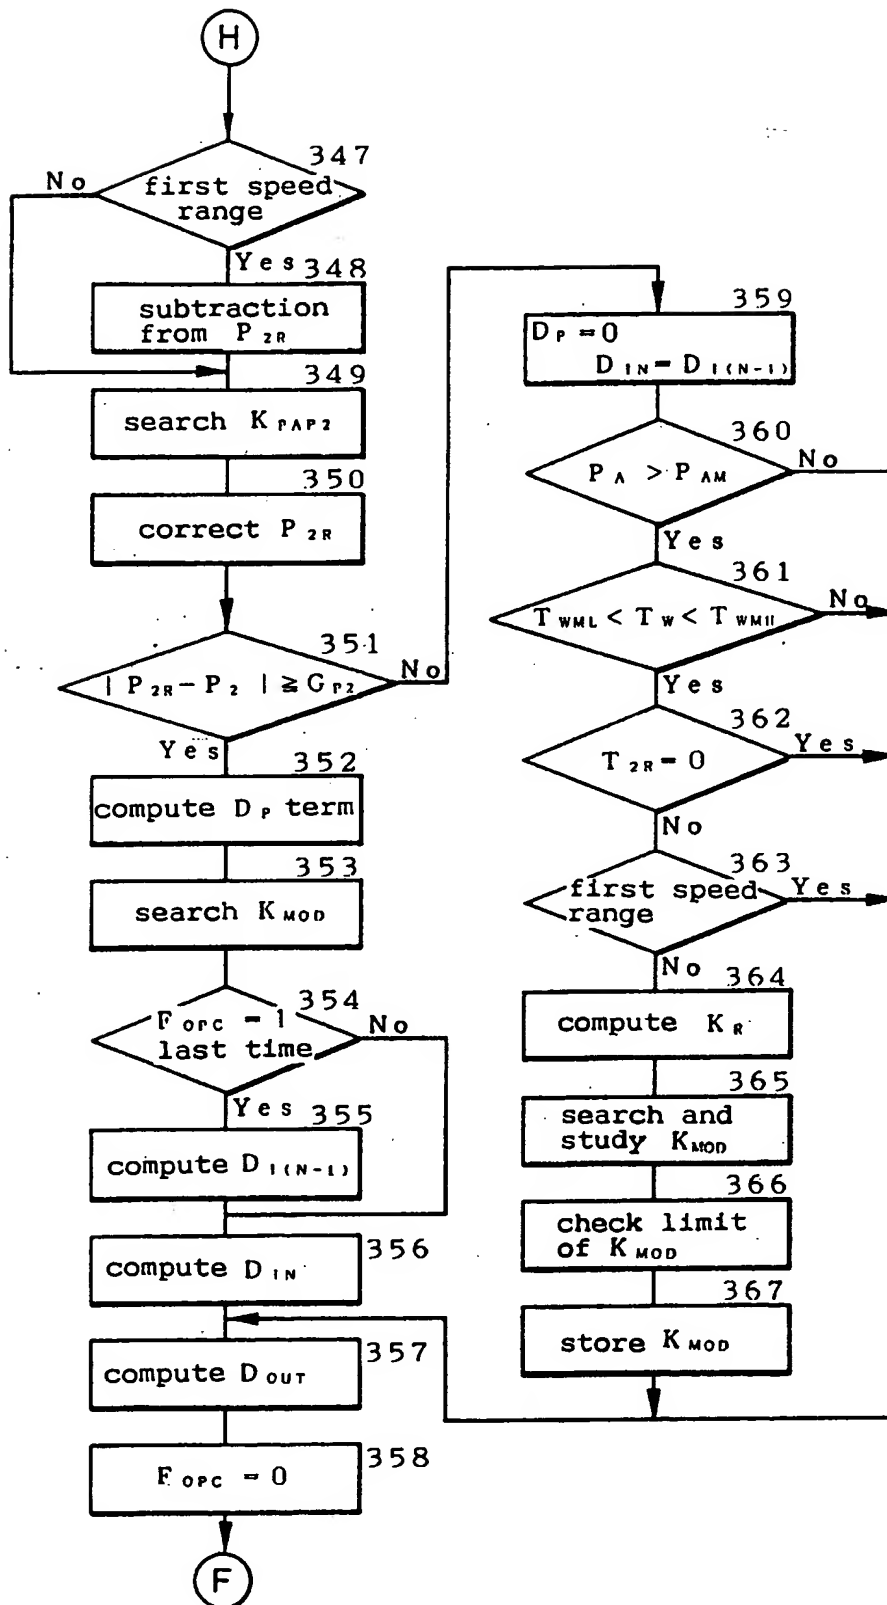 H
347
No
first speed
range
Yes
348
subtraction
from P2R
349
search KPAP2
350
correct P2R
351
| P2R − P2 | ≧ GP2
No
Yes
352
compute DP term
353
search KMOD
354
FOPC = 1
last time
No
Yes
355
compute DI(N-1)
compute DIN
356
compute DOUT
357
FOPC = 0
358
F
359
DP = 0
DIN = DI(N-1)
360
PA > PAM
No
Yes
361
TWML < TW < TWMH
No
Yes
362
T2R = 0
Yes
No
363
first speed
range
Yes
No
364
compute KR
365
search and
study KMOD
366
check limit
of KMOD
367
store KMOD